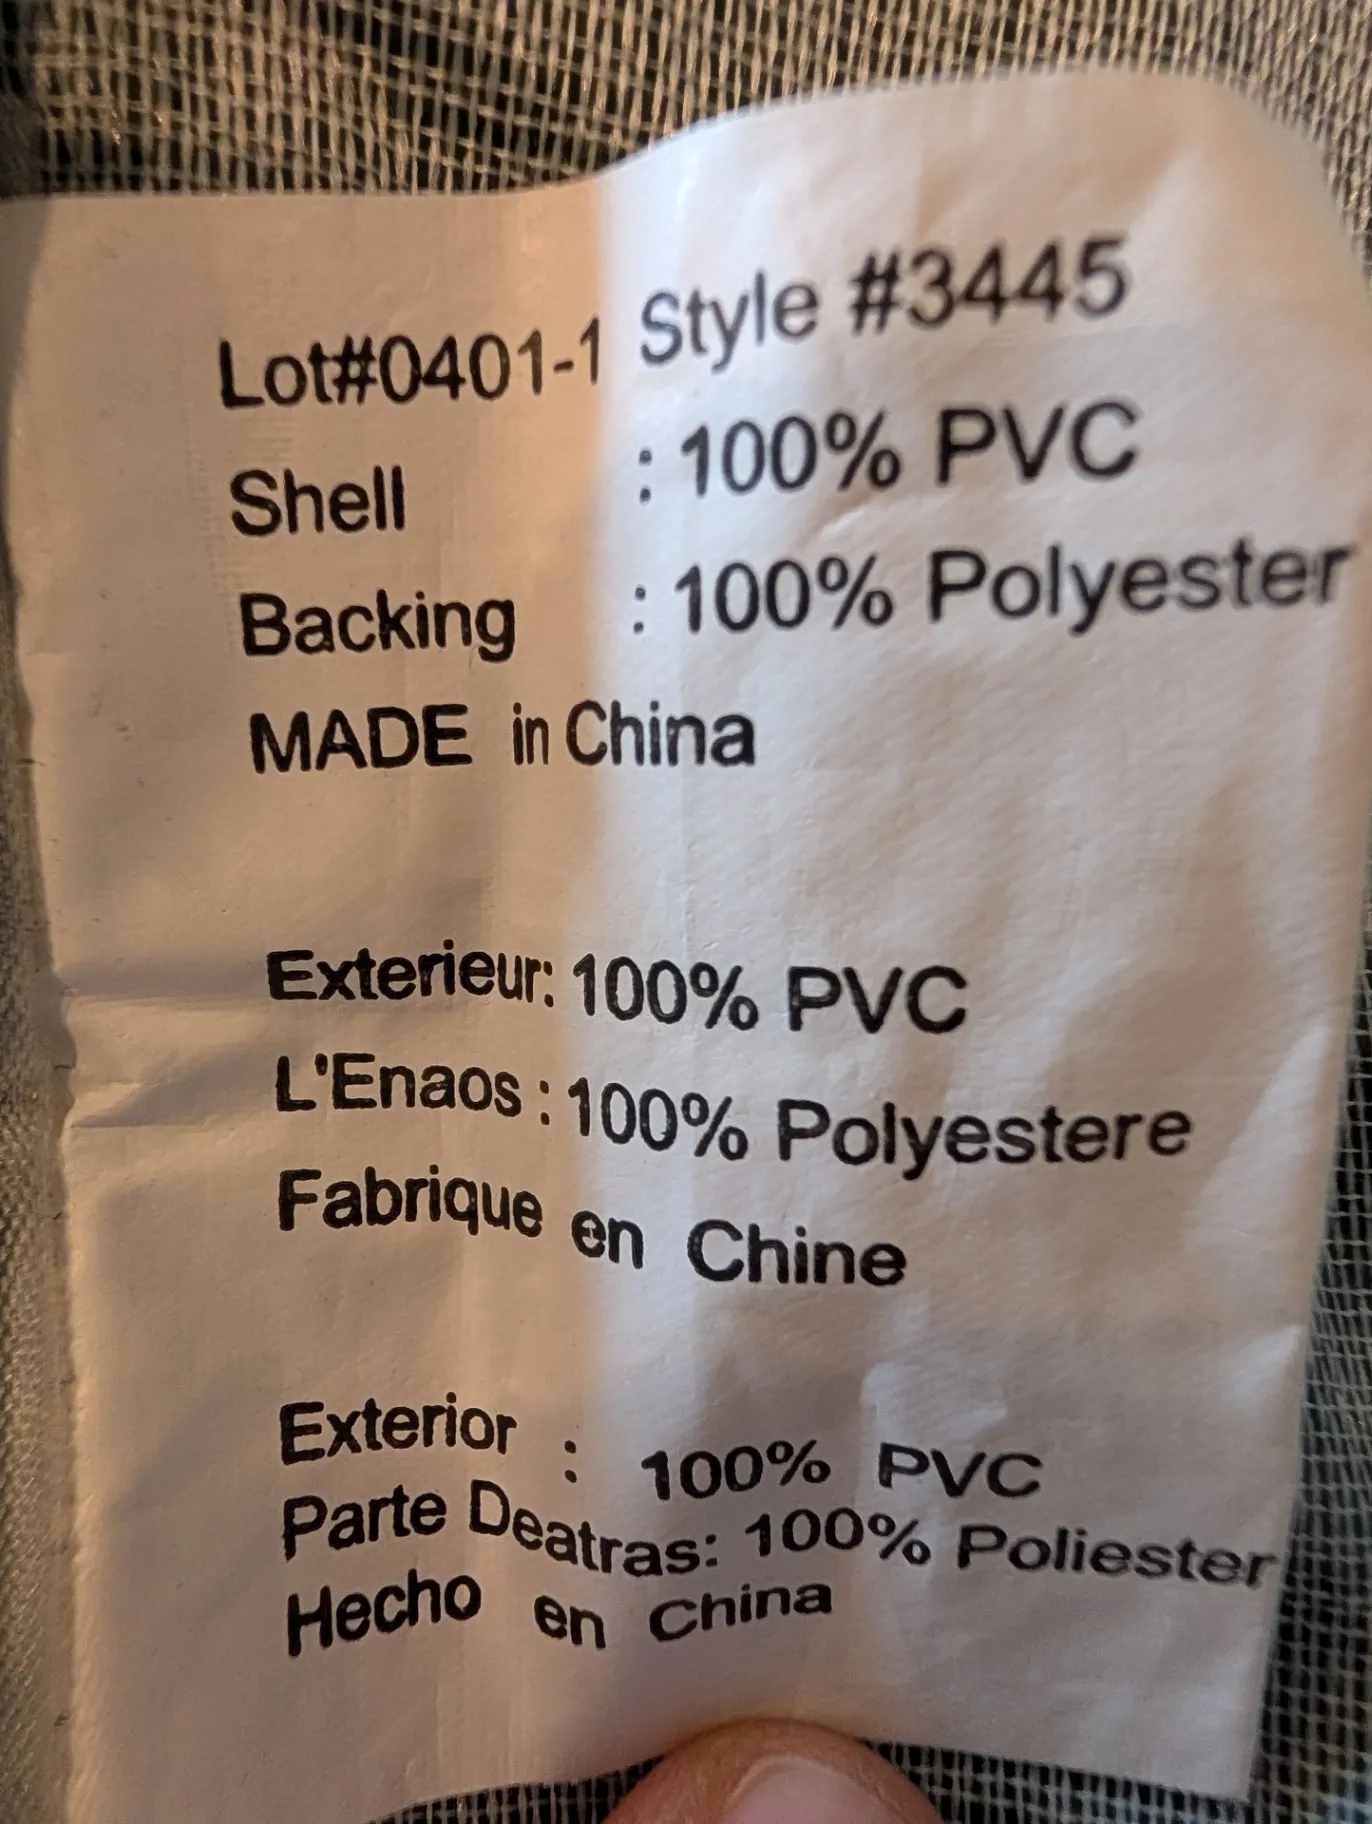 Lot#0401-1 Style #3445
Shell : 100% PVC
Backing : 100% Polyester
MADE in China
Exterieur: 100% PVC
L'Enaos : 100% Polyestere
Fabrique en Chine
Exterior : 100% PVC
Parte Deatras: 100% Poliester
Hecho en China